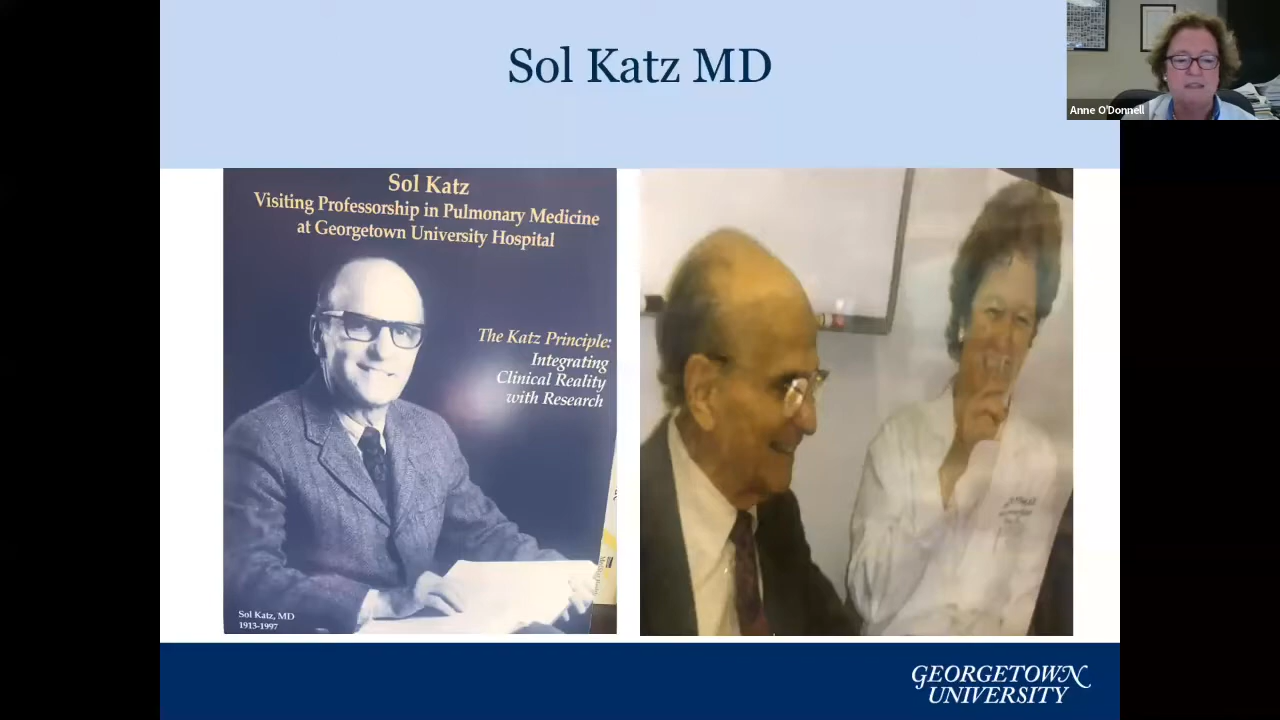 Sol Katz MD
Anne O'Donnell
Sol Katz
Visiting Professorship in Pulmonary Medicine
at Georgetown University Hospital
The Katz Principle:
Integrating
Clinical Reality
with Research
Sol Katz, MD
1913-1997
GEORGETOWN
UNIVERSITY